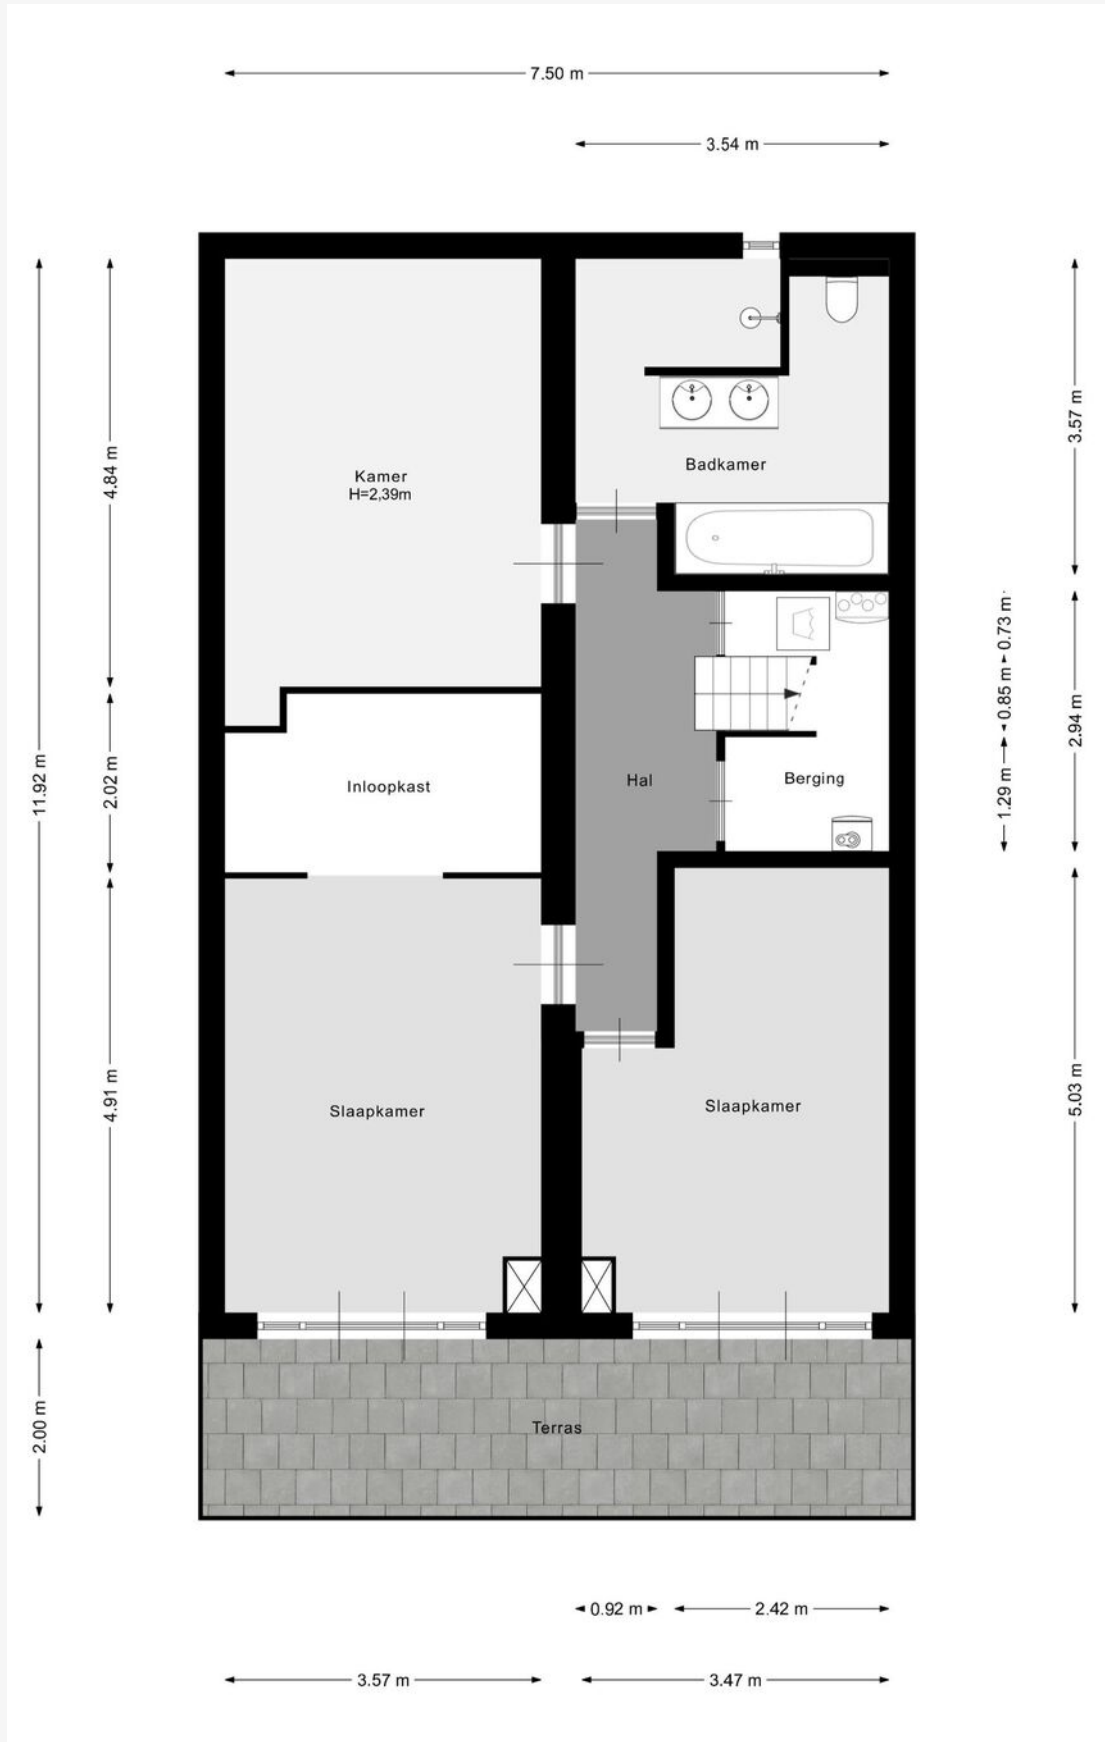 7.50 m
3.54 m
4.84 m
3.57 m
Kamer
H=2,39m
Badkamer
0.73 m
0.85 m
1.29 m
2.94 m
11.92 m
2.02 m
Inloopkast
Hal
Berging
4.91 m
5.03 m
Slaapkamer
Slaapkamer
2.00 m
Terras
0.92 m
2.42 m
3.57 m
3.47 m